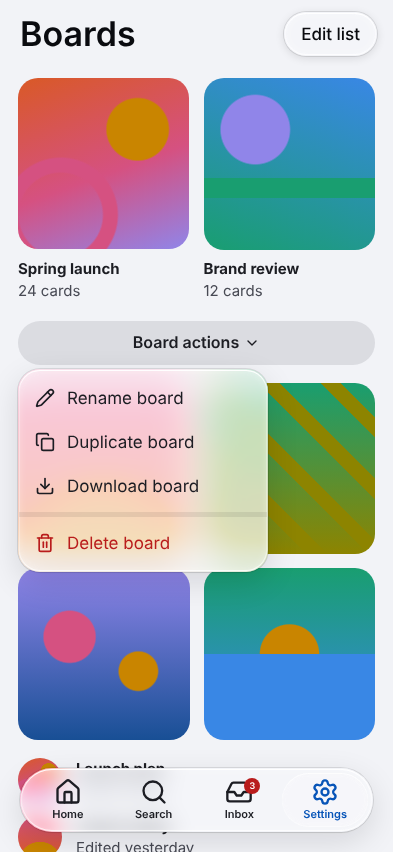 Boards
Edit list
Spring launch
24 cards
Brand review
12 cards
Board actions
Rename board
Duplicate board
Download board
Delete board
Launch plan
Home
Search
3
Inbox
Settings
Edited yesterday